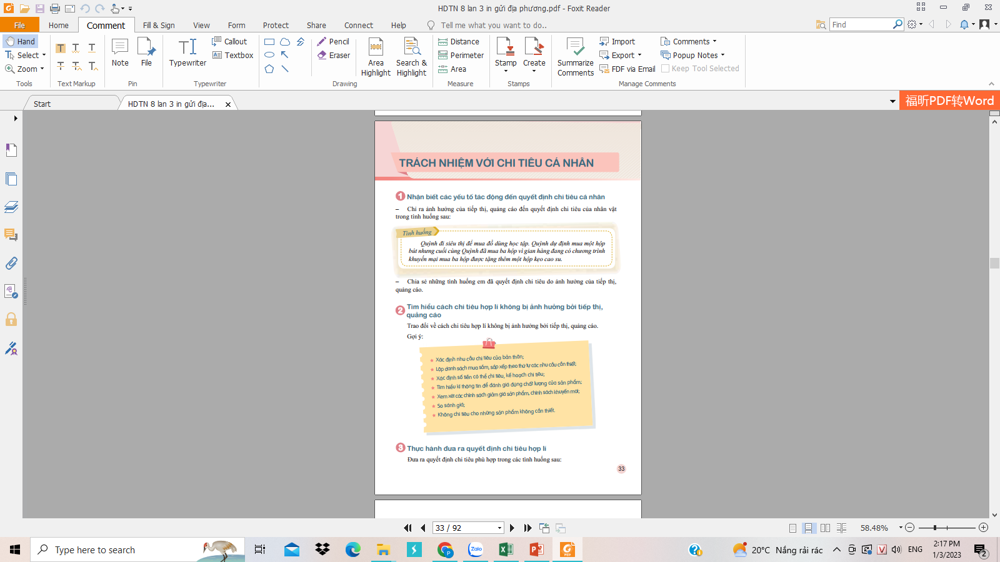 HDTN 8 lan 3 in gửi địa phương.pdf - Foxit Reader
File Home Comment Fill & Sign View Form Protect Share Connect Help Tell me what you want to do.. Find
Hand
Select
Zoom
Tools
Text Markup
Note
File
Pin
Typewriter
Callout
Textbox
Typewriter
Pencil
Eraser
Area Highlight
Search & Highlight
Drawing
Distance
Perimeter
Area
Measure
Stamp
Create
Stamps
Summarize Comments
Import
Export
FDF via Email
Comments
Popup Notes
Keep Tool Selected
Manage Comments
Start
HDTN 8 lan 3 in gửi địa...
福昕PDF转Word
TRÁCH NHIỆM VỚI CHI TIÊU CÁ NHÂN
1 Nhận biết các yếu tố tác động đến quyết định chi tiêu cá nhân
– Chỉ ra ảnh hưởng của tiếp thị, quảng cáo đến quyết định chi tiêu của nhân vật
trong tình huống sau:
Tình huống
Quỳnh đi siêu thị để mua đồ dùng học tập. Quỳnh dự định mua một hộp
bút nhưng cuối cùng Quỳnh đã mua ba hộp vì gian hàng đang có chương trình
khuyến mại mua ba hộp được tặng thêm một hộp kẹo cao su.
– Chia sẻ những tình huống em đã quyết định chi tiêu do ảnh hưởng của tiếp thị,
quảng cáo.
2 Tìm hiểu cách chi tiêu hợp lí không bị ảnh hưởng bởi tiếp thị,
quảng cáo
Trao đổi về cách chi tiêu hợp lí không bị ảnh hưởng bởi tiếp thị, quảng cáo.
Gợi ý:
★ Xác định nhu cầu chi tiêu của bản thân;
★ Lập danh sách mua sắm, sắp xếp theo thứ tự các nhu cầu cần thiết;
★ Xác định số tiền có thể chi tiêu, kế hoạch chi tiêu;
★ Tìm hiểu kĩ thông tin để đánh giá đúng chất lượng của sản phẩm;
★ Xem xét các chính sách giảm giá sản phẩm, chính sách khuyến mại;
★ So sánh giá;
★ Không chi tiêu cho những sản phẩm không cần thiết.
3 Thực hành đưa ra quyết định chi tiêu hợp lí
Đưa ra quyết định chi tiêu phù hợp trong các tình huống sau:
33
33 / 92
58.48%
Type here to search
20°C Nắng rải rác
ENG
2:17 PM
1/3/2023
2